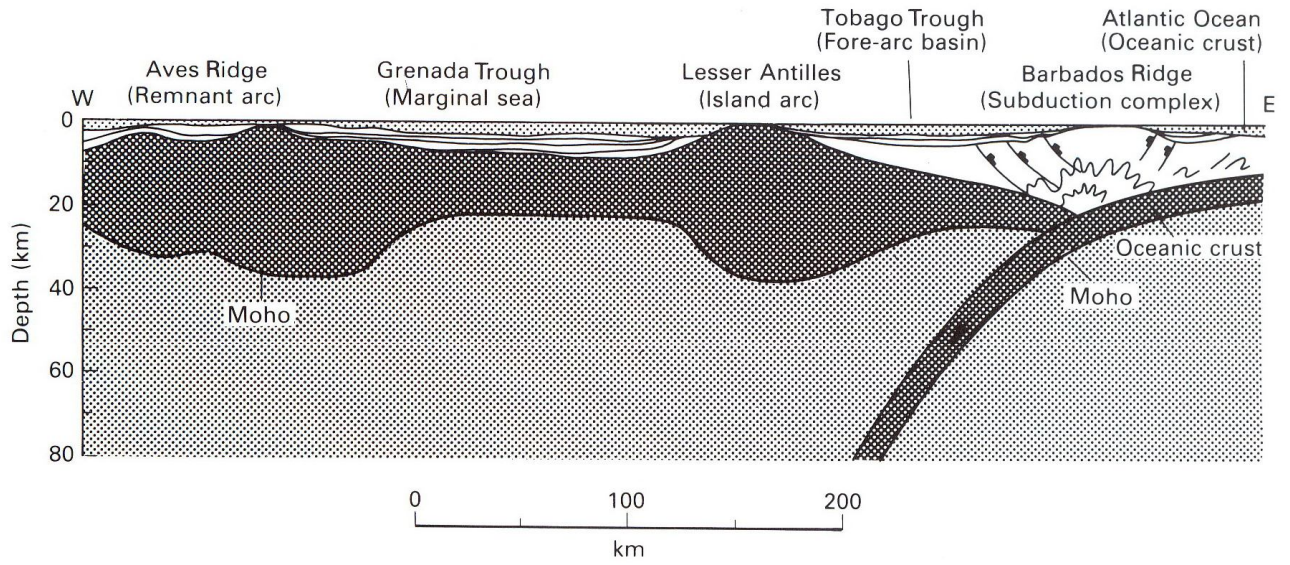 Tobago Trough
(Fore-arc basin)
Atlantic Ocean
(Oceanic crust)
Aves Ridge
(Remnant arc)
Grenada Trough
(Marginal sea)
Lesser Antilles
(Island arc)
Barbados Ridge
(Subduction complex)
W
E
0
20
40
60
80
Depth (km)
Moho
Oceanic crust
Moho
0
100
200
km